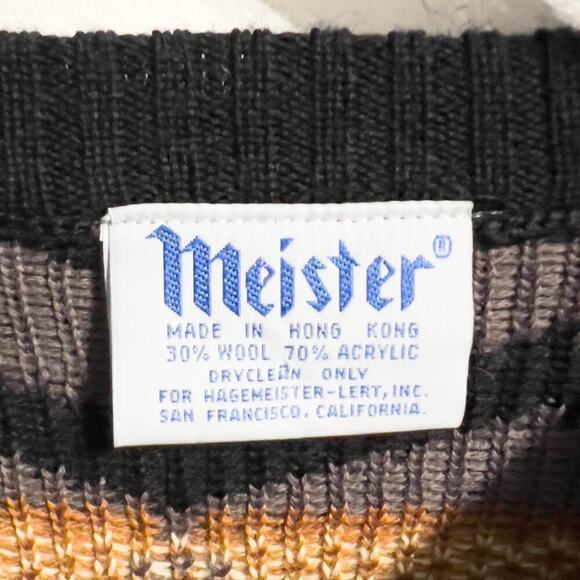 Meister®
MADE IN HONG KONG
30% WOOL 70% ACRYLIC
DRYCLEAN ONLY
FOR HAGEMEISTER-LERT, INC.
SAN FRANCISCO, CALIFORNIA.